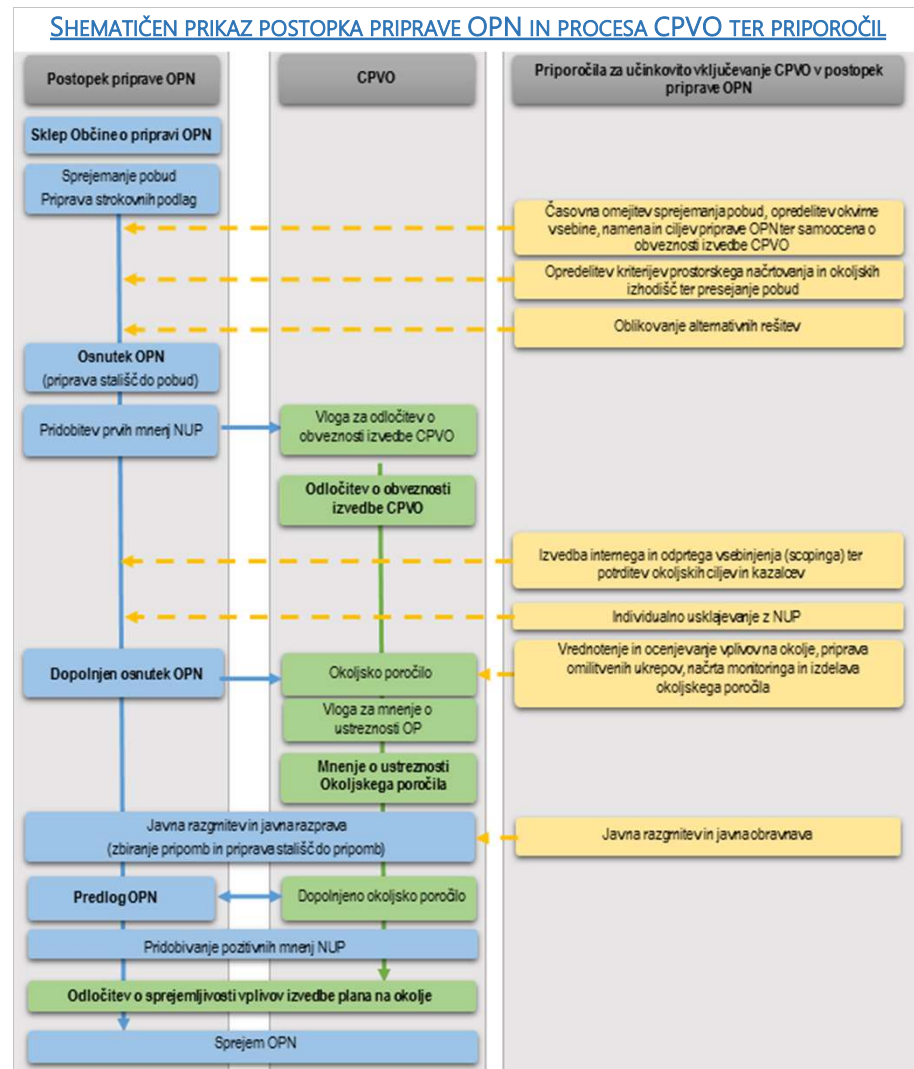 SHEMATIČEN PRIKAZ POSTOPKA PRIPRAVE OPN IN PROCESA CPVO TER PRIPOROČIL
Postopek priprave OPN
CPVO
Priporočila za učinkovito vključevanje CPVO v postopek
priprave OPN
Sklep Občine o pripravi OPN
Sprejemanje pobud
Priprava strokovnih podlag
Časovna omejitev sprejemanja pobud, opredelitev okvirne
vsebine, namena in ciljev priprave OPN ter samoocena o
obveznosti izvedbe CPVO
Opredelitev kriterijev prostorskega načrtovanja in okoljskih
izhodišč ter presejanje pobud
Oblikovanje alternativnih rešitev
Osnutek OPN
(priprava stališč do pobud)
Pridobitev prvih mnenj NUP
Vloga za odločitev o
obveznosti izvedbe CPVO
Odločitev o obveznosti
izvedbe CPVO
Izvedba internega in odprtega vsebinjenja (scopinga) ter
potrditev okoljskih ciljev in kazalcev
Individualno usklajevanje z NUP
Dopolnjen osnutek OPN
Okoljsko poročilo
Vrednotenje in ocenjevanje vplivov na okolje, priprava
omilitvenih ukrepov, načrta monitoringa in izdelava
okoljskega poročila
Vloga za mnenje o
ustreznosti OP
Mnenje o ustreznosti
Okoljskega poročila
Javna razgrnitev in javna razprava
(zbiranje pripomb in priprava stališč do pripomb)
Javna razgrnitev in javna obravnava
Predlog OPN
Dopolnjeno okoljsko poročilo
Pridobivanje pozitivnih mnenj NUP
Odločitev o sprejemljivosti vplivov izvedbe plana na okolje
Sprejem OPN